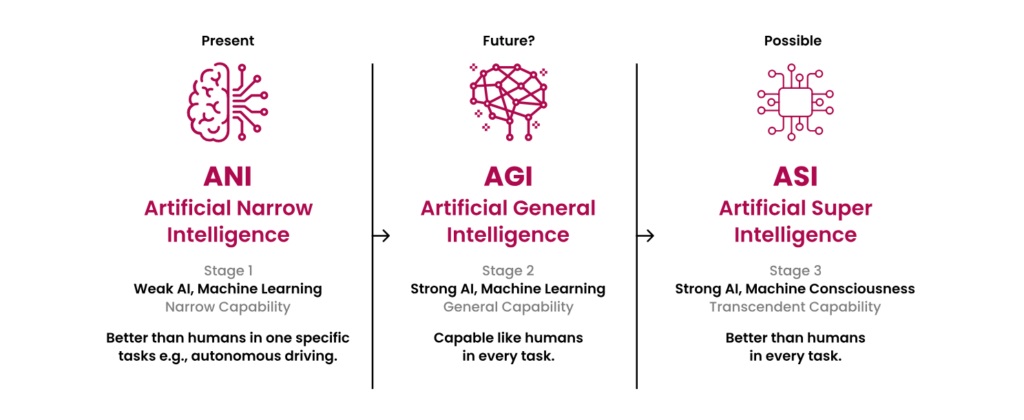 Present
ANI
Artificial Narrow
Intelligence
Stage 1
Weak AI, Machine Learning
Narrow Capability
Better than humans in one specific
tasks e.g., autonomous driving.
Future?
AGI
Artificial General
Intelligence
Stage 2
Strong AI, Machine Learning
General Capability
Capable like humans
in every task.
Possible
ASI
Artificial Super
Intelligence
Stage 3
Strong AI, Machine Consciousness
Transcendent Capability
Better than humans
in every task.